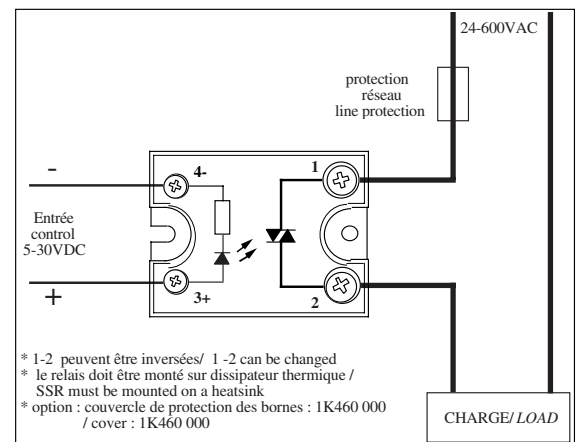 24-600VAC
protection
réseau
line protection
-
4-
1
Entrée
control
5-30VDC
+
3+
2
* 1-2 peuvent être inversées/ 1 -2 can be changed
* le relais doit être monté sur dissipateur thermique /
SSR must be mounted on a heatsink
* option : couvercle de protection des bornes : 1K460 000
/ cover : 1K460 000
CHARGE/ LOAD